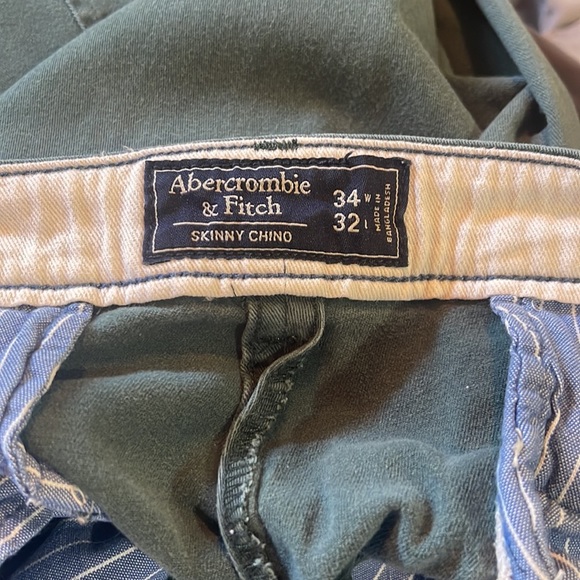 Abercrombie
& Fitch
SKINNY CHINO
34 W
32 L
MADE IN
BANGLADESH